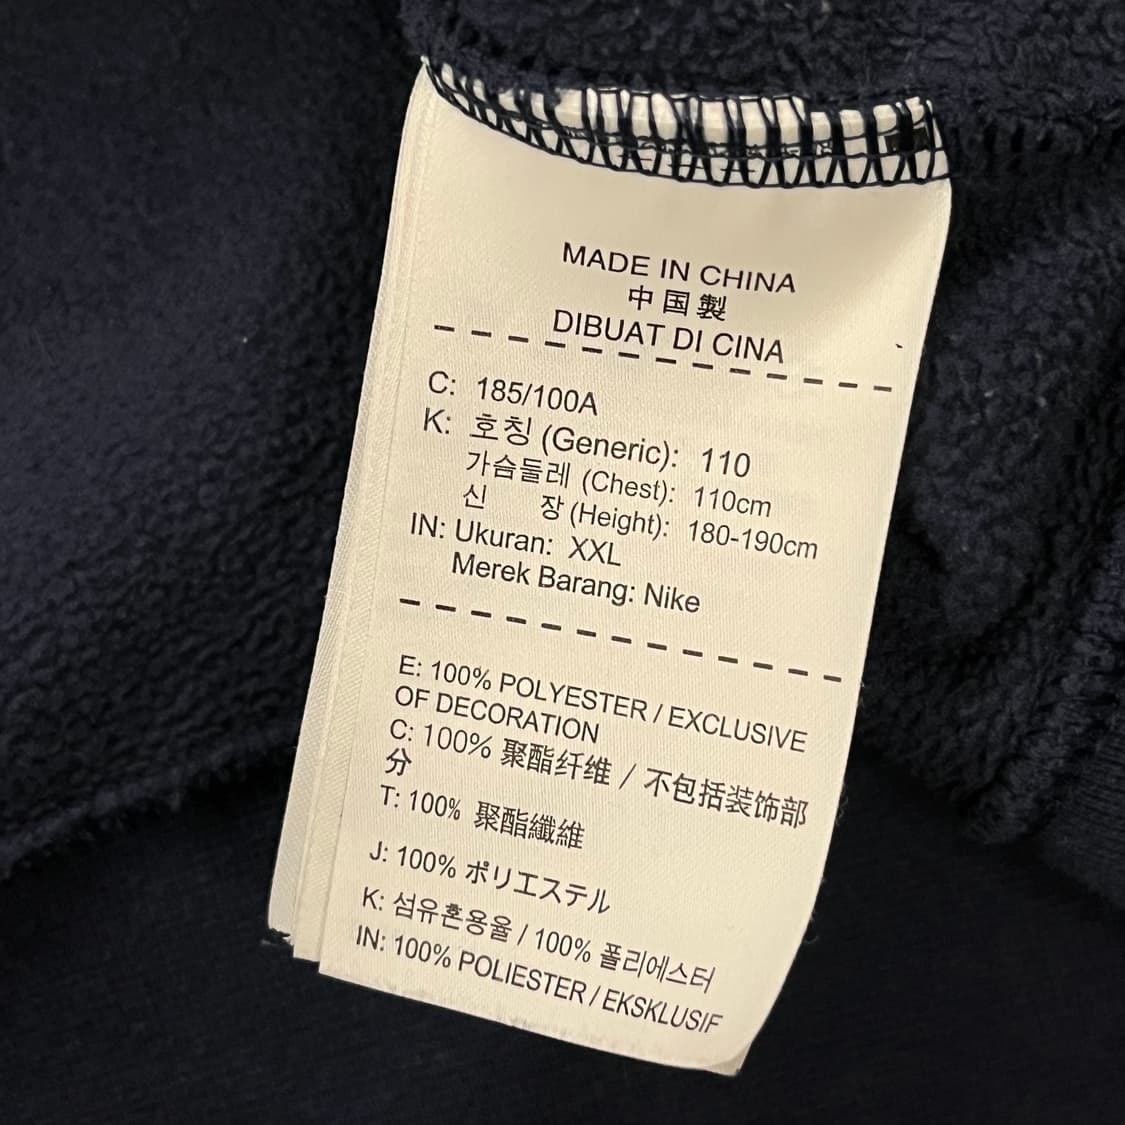 MADE IN CHINA
中国製
DIBUAT DI CINA
C: 185/100A
K: 호칭 (Generic): 110
가슴둘레 (Chest): 110cm
신 장 (Height): 180-190cm
IN: Ukuran: XXL
Merek Barang: Nike
E: 100% POLYESTER / EXCLUSIVE
OF DECORATION
C: 100% 聚酯纤维 / 不包括装饰部
分
T: 100% 聚酯纖維
J: 100% ポリエステル
K: 섬유혼용율 / 100% 폴리에스터
IN: 100% POLIESTER / EKSKLUSIF